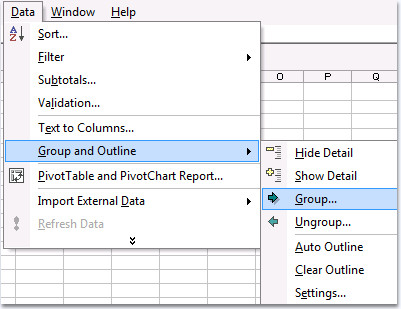 Data Window Help
Sort...
Filter
Subtotals...
Validation...
Text to Columns...
Group and Outline
PivotTable and PivotChart Report...
Import External Data
Refresh Data
O P Q
Hide Detail
Show Detail
Group...
Ungroup...
Auto Outline
Clear Outline
Settings...